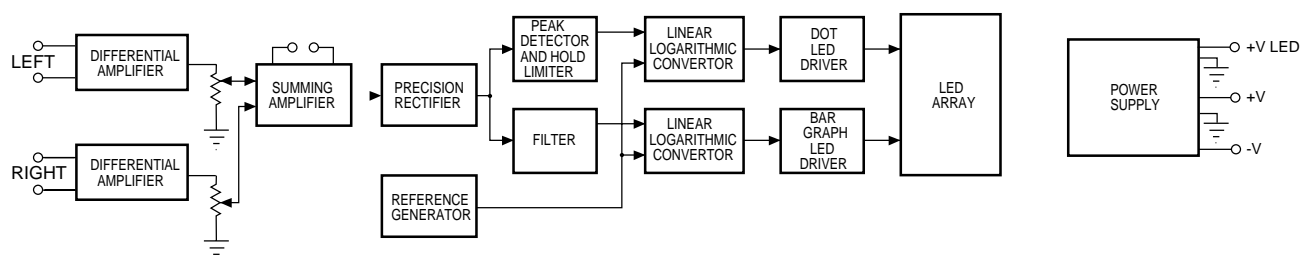 LEFT
DIFFERENTIAL
AMPLIFIER
SUMMING
AMPLIFIER
PRECISION
RECTIFIER
PEAK
DETECTOR
AND HOLD
LIMITER
LINEAR
LOGARITHMIC
CONVERTOR
DOT
LED
DRIVER
LED
ARRAY
POWER
SUPPLY
+V LED
+V
-V
RIGHT
DIFFERENTIAL
AMPLIFIER
FILTER
LINEAR
LOGARITHMIC
CONVERTOR
BAR
GRAPH
LED
DRIVER
REFERENCE
GENERATOR